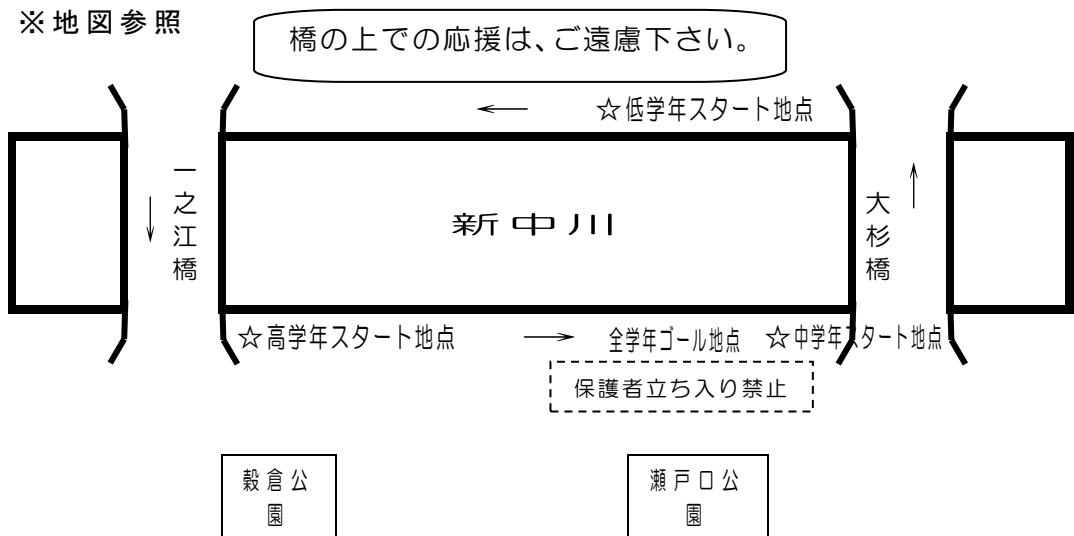 ※地図参照
橋の上での応援は、ご遠慮下さい。
← ☆低学年スタート地点
一之江橋
↓
新中川
大杉橋
↑
☆高学年スタート地点 → 全学年ゴール地点 ☆中学年スタート地点
保護者立ち入り禁止
穀倉公
園
瀬戸口公
園